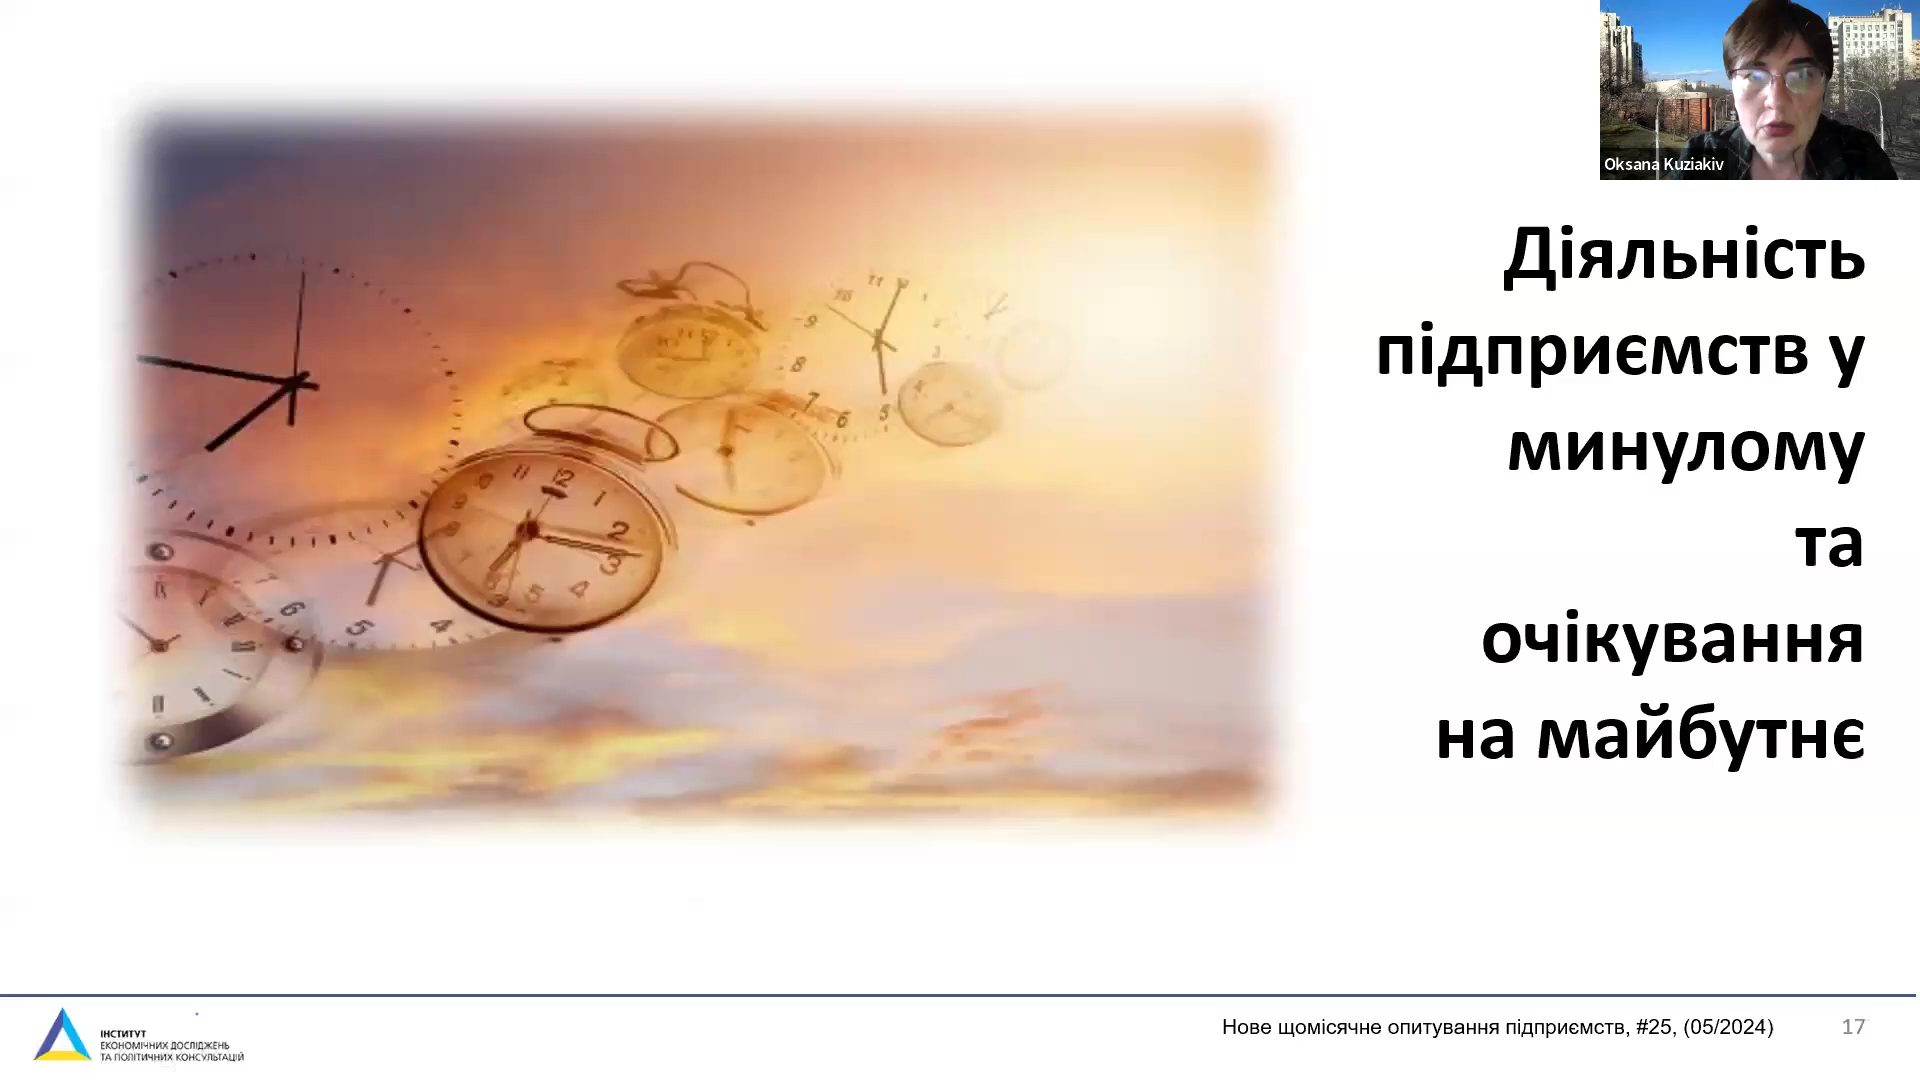 Oksana Kuziakiv
Діяльність
підприємств у
минулому
та
очікування
на майбутнє
ІНСТИТУТ
ЕКОНОМІЧНИХ ДОСЛІДЖЕНЬ
ТА ПОЛІТИЧНИХ КОНСУЛЬТАЦІЙ
Нове щомісячне опитування підприємств, #25, (05/2024)
17